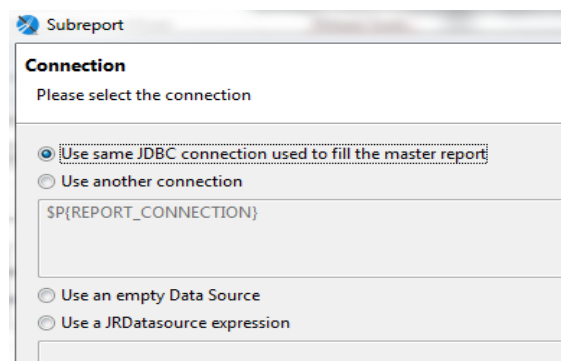 Subreport
Connection
Please select the connection
Use same JDBC connection used to fill the master report
Use another connection
$P{REPORT_CONNECTION}
Use an empty Data Source
Use a JRDatasource expression